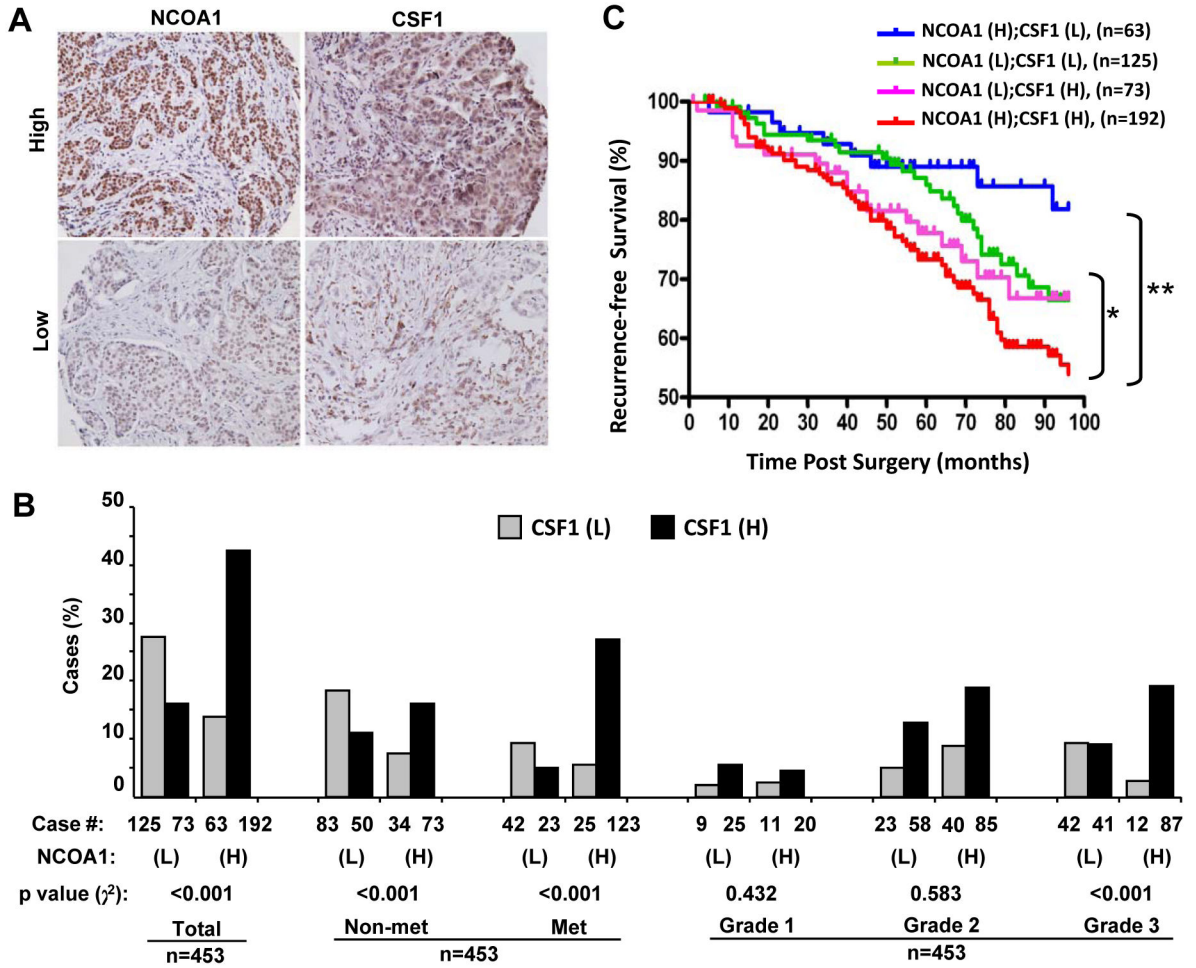 A
NCOA1 CSF1
High
Low
C
NCOA1 (H);CSF1 (L), (n=63)
NCOA1 (L);CSF1 (L), (n=125)
NCOA1 (L);CSF1 (H), (n=73)
NCOA1 (H);CSF1 (H), (n=192)
Recurrence-free Survival (%)
100
90
80
70
60
50
*
**
0 10 20 30 40 50 60 70 80 90 100
Time Post Surgery (months)
B
CSF1 (L) CSF1 (H)
Cases (%)
50
40
30
20
10
0
Case #: 125 73 63 192 83 50 34 73 42 23 25 123 9 25 11 20 23 58 40 85 42 41 12 87
NCOA1: (L) (H) (L) (H) (L) (H) (L) (H) (L) (H) (L) (H)
p value (χ²): <0.001 <0.001 <0.001 0.432 0.583 <0.001
Total Non-met Met Grade 1 Grade 2 Grade 3
n=453 n=453 n=453